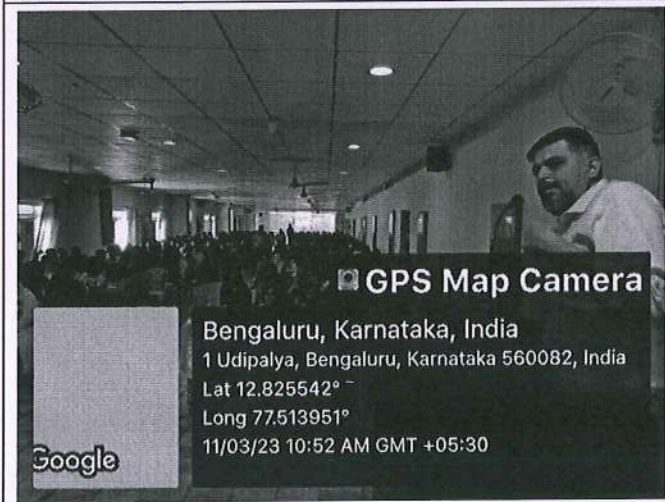 GPS Map Camera
Bengaluru, Karnataka, India
1 Udipalya, Bengaluru, Karnataka 560082, India
Lat 12.825542°
Long 77.513951°
11/03/23 10:52 AM GMT +05:30
Google